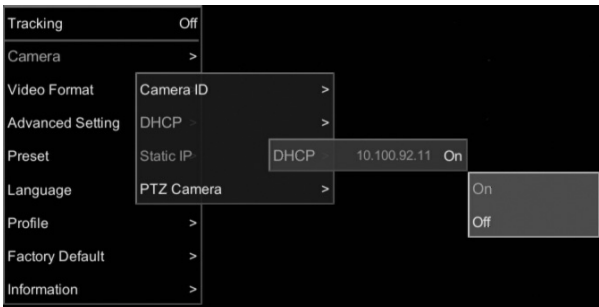 Tracking Off
Camera >
Video Format
Advanced Setting
Preset
Language
Profile >
Factory Default >
Information >
Camera ID >
DHCP > >
Static IP >
PTZ Camera >
DHCP 10.100.92.11 On
On
Off